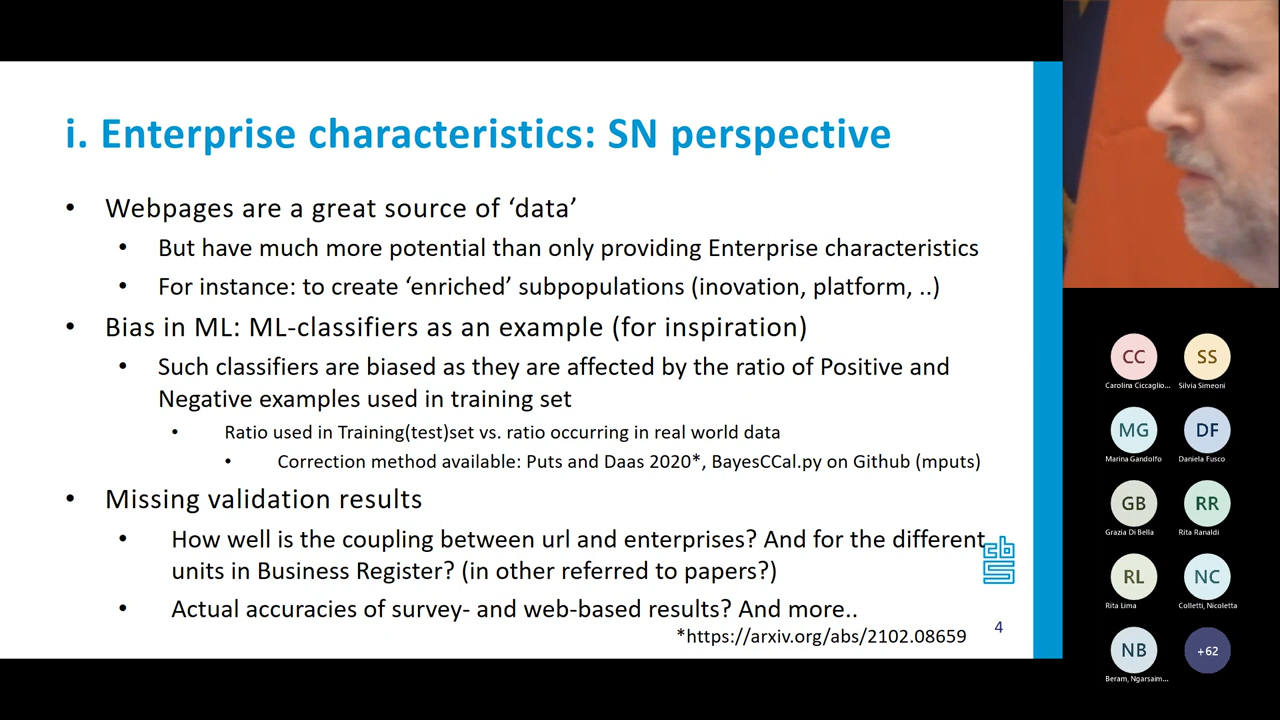 i. Enterprise characteristics: SN perspective
• Webpages are a great source of ‘data’
• But have much more potential than only providing Enterprise characteristics
• For instance: to create ‘enriched’ subpopulations (inovation, platform, ..)
• Bias in ML: ML-classifiers as an example (for inspiration)
• Such classifiers are biased as they are affected by the ratio of Positive and
Negative examples used in training set
• Ratio used in Training(test)set vs. ratio occurring in real world data
• Correction method available: Puts and Daas 2020*, BayesCCal.py on Github (mputs)
• Missing validation results
• How well is the coupling between url and enterprises? And for the different
units in Business Register? (in other referred to papers?)
• Actual accuracies of survey- and web-based results? And more..
*https://arxiv.org/abs/2102.08659
4
cbs
CC
Carolina Ciccaglio...
SS
Silvia Simeoni
MG
Marina Gandolfo
DF
Daniela Fusco
GB
Grazia Di Bella
RR
Rita Ranaldi
RL
Rita Lima
NC
Colletti, Nicoletta
NB
Beram, Ngarsaim...
+62